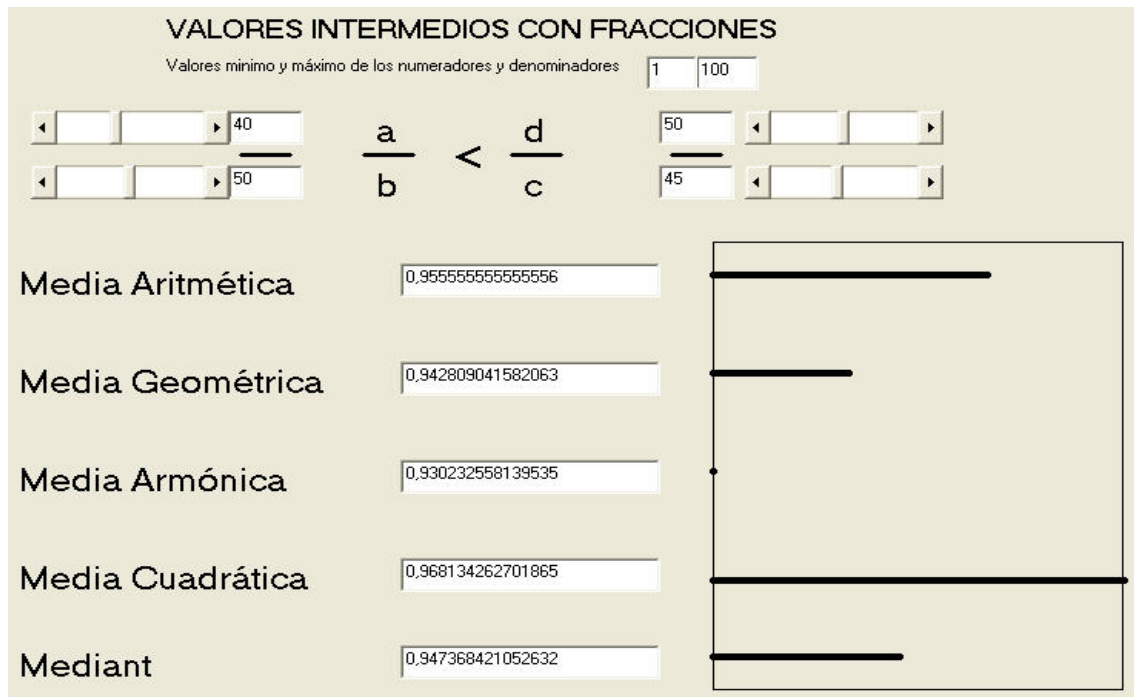 VALORES INTERMEDIOS CON FRACCIONES
Valores minimo y máximo de los numeradores y denominadores 1 100
40 a < d 50
50 b c 45
Media Aritmética 0,955555555555556
Media Geométrica 0,942809041582063
Media Armónica 0,930232558139535
Media Cuadrática 0,968134262701865
Mediant 0,947368421052632